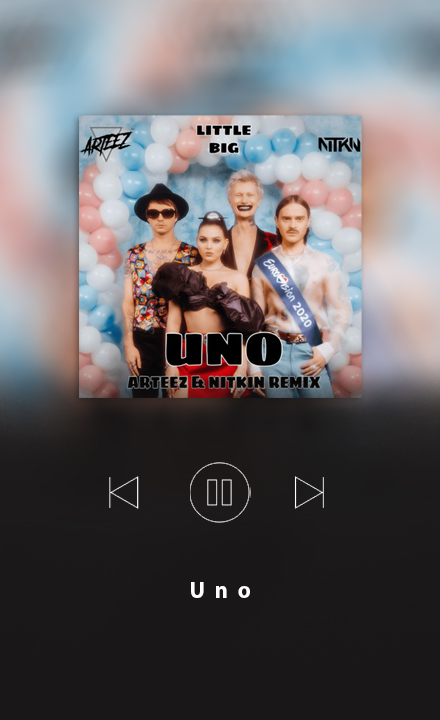 LITTLE
BIG
ARTEEZ
NITKIN
EUROVISION 2020
UNO
ARTEEZ & NITKIN REMIX
Uno